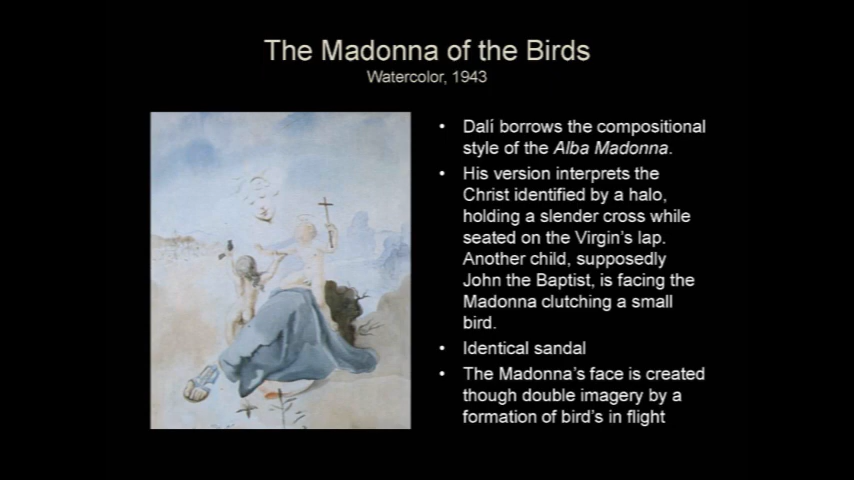 The Madonna of the Birds
Watercolor, 1943
• Dalí borrows the compositional
style of the Alba Madonna.
• His version interprets the
Christ identified by a halo,
holding a slender cross while
seated on the Virgin's lap.
Another child, supposedly
John the Baptist, is facing the
Madonna clutching a small
bird.
• Identical sandal
• The Madonna's face is created
though double imagery by a
formation of bird's in flight